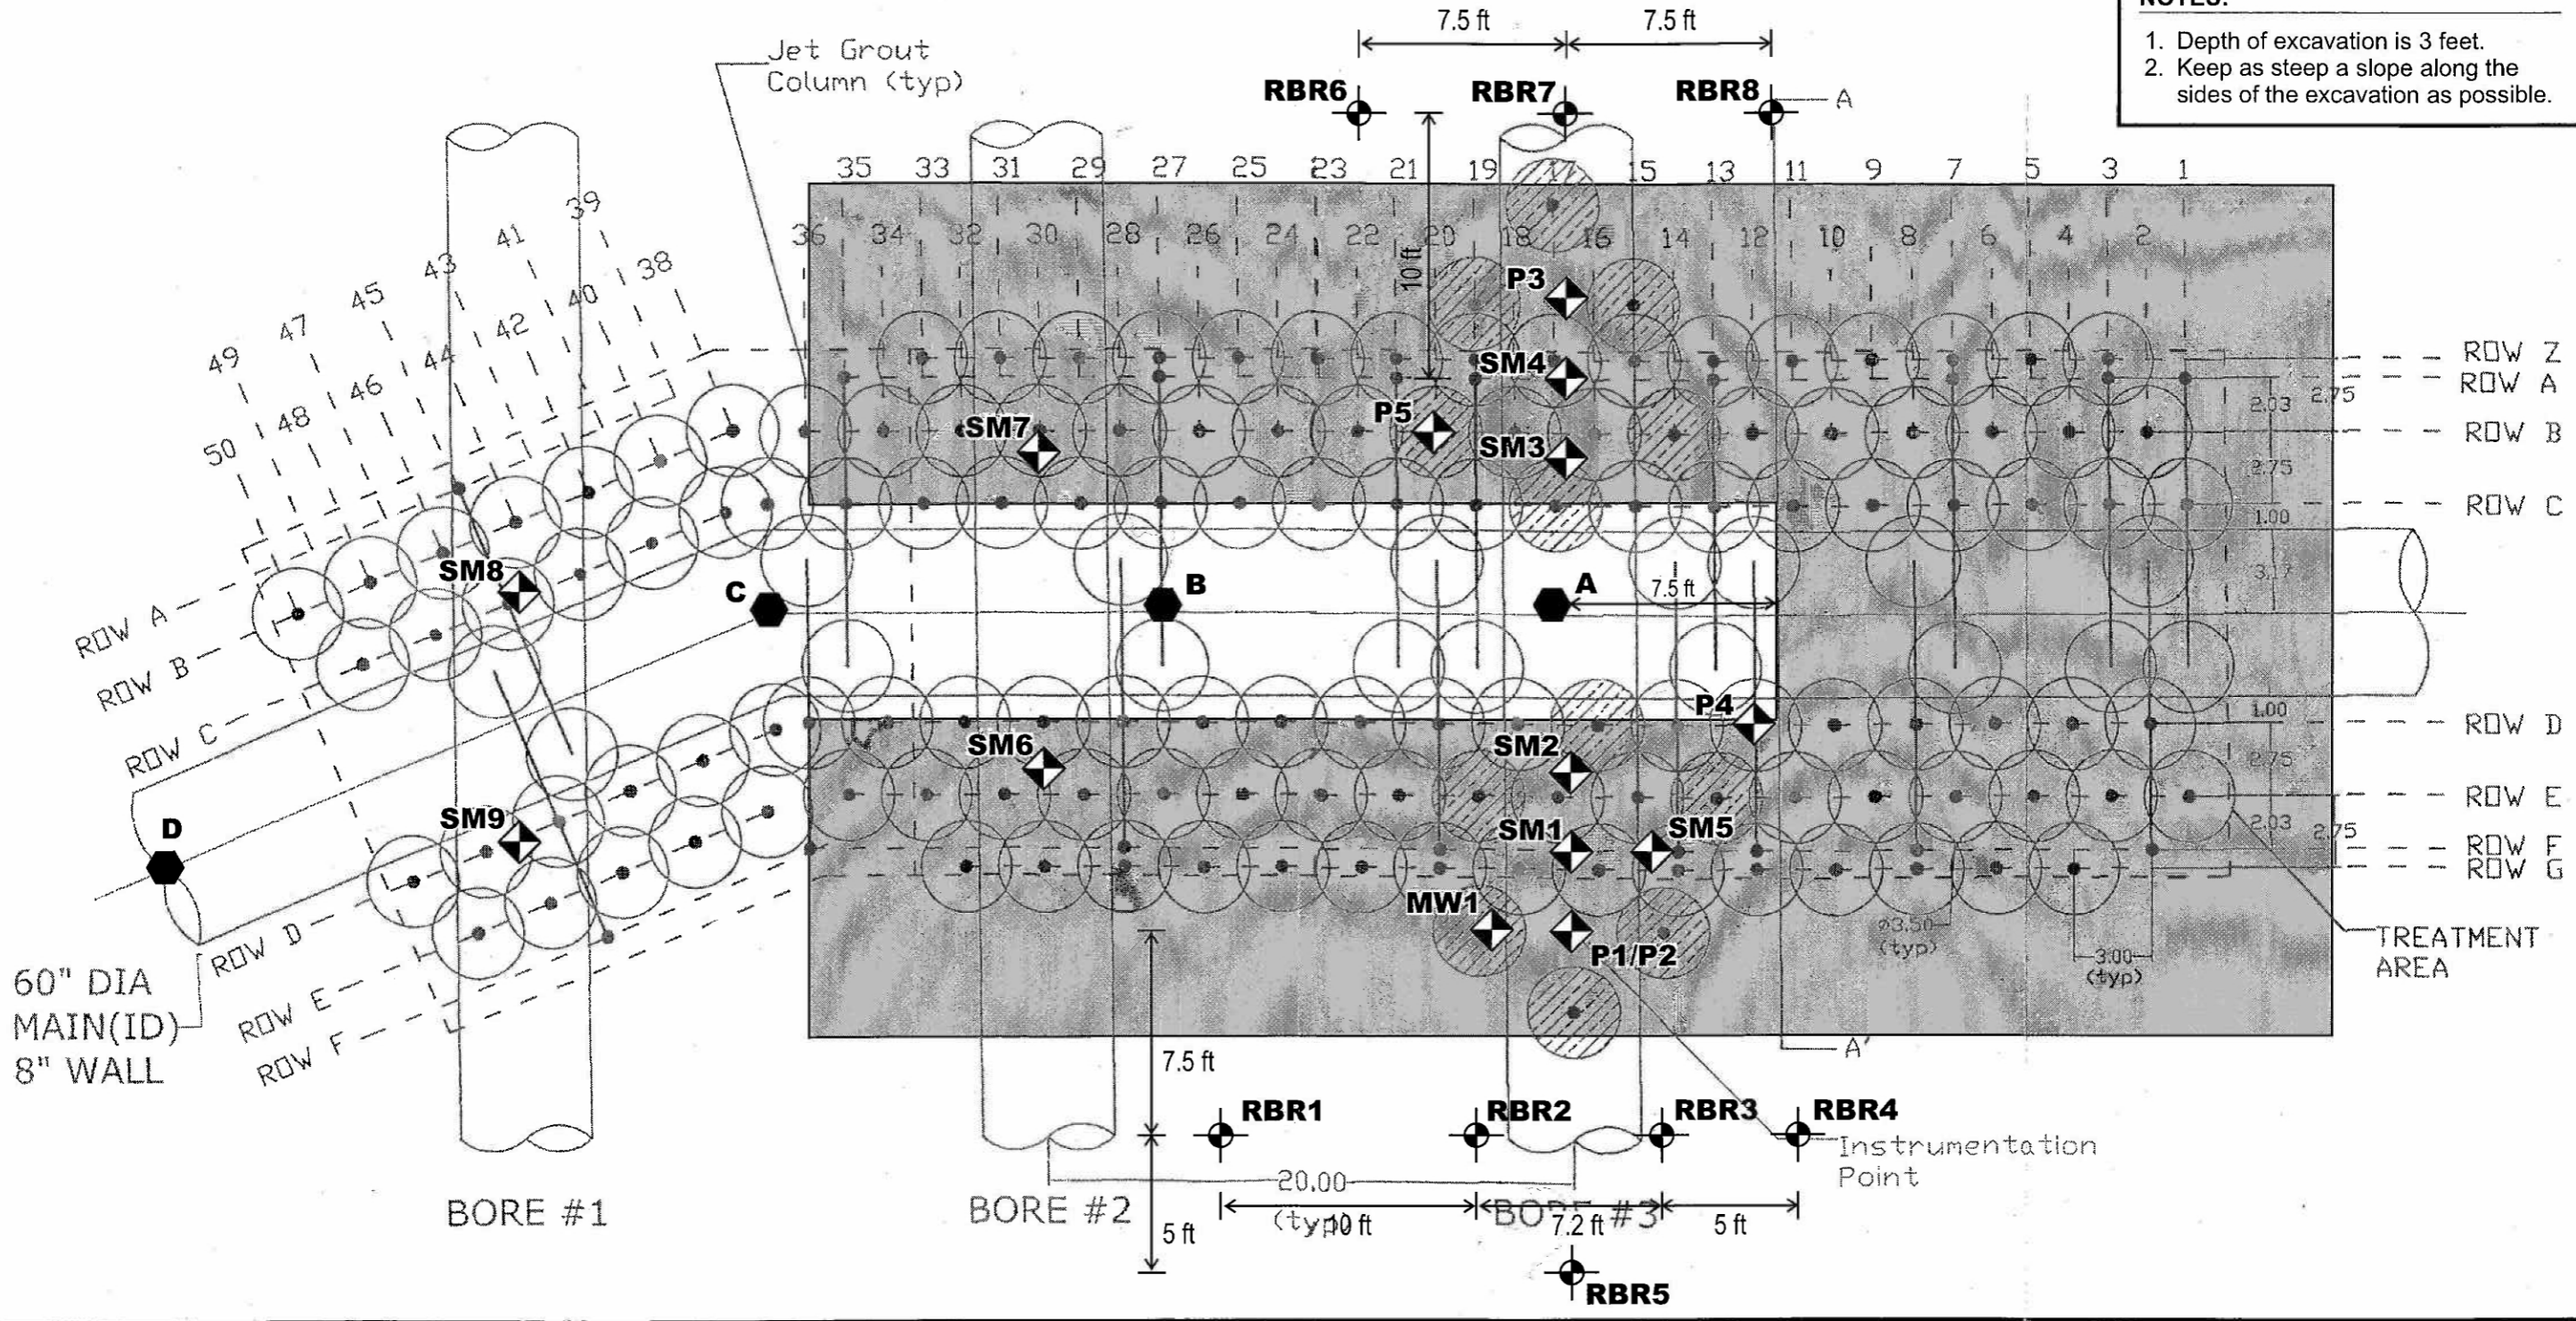 NOTES:
1. Depth of excavation is 3 feet.
2. Keep as steep a slope along the
sides of the excavation as possible.
7.5 ft
7.5 ft
Jet Grout
Column (typ)
RBR6
RBR7
RBR8
A
35
33
31
29
27
25
23
21
19
17
15
13
11
9
7
5
3
1
36
34
32
30
28
26
24
22
20
18
16
14
12
10
8
6
4
2
10 ft
49
47
45
43
41
39
50
48
46
44
42
40
38
P3
SM4
P5
SM3
SM7
SM8
ROW Z
ROW A
ROW B
ROW C
2.03
2.75
2.75
1.00
3.17
C
B
A
7.5 ft
ROW A
ROW B
ROW C
P4
SM2
SM6
SM1
SM5
SM9
D
MW1
P1/P2
1.00
2.75
2.03
2.75
ROW D
ROW E
ROW F
ROW G
ø3.50
(typ)
3.00
(typ)
TREATMENT
AREA
60" DIA
MAIN(ID)
8" WALL
ROW D
ROW E
ROW F
A'
7.5 ft
RBR1
RBR2
RBR3
RBR4
Instrumentation
Point
20.00
(typ)
BORE #1
BORE #2
BORE #3
10 ft
7.2 ft
5 ft
5 ft
RBR5